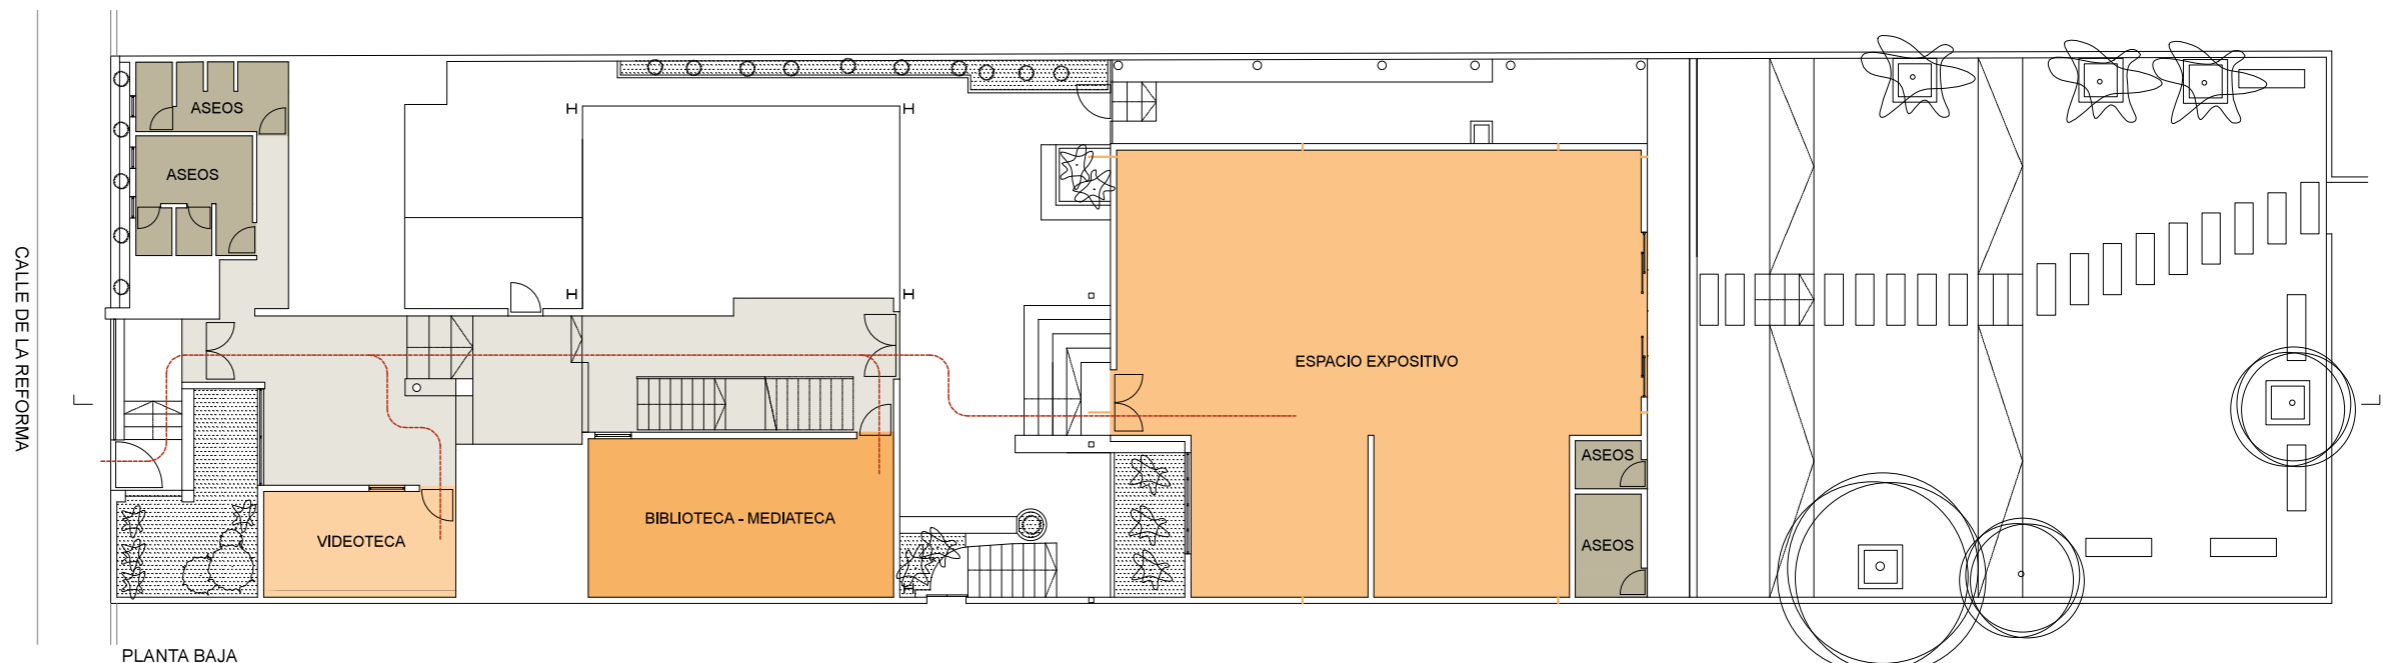 ASEOS
ASEOS
CALLE DE LA REFORMA
ESPACIO EXPOSITIVO
ASEOS
BIBLIOTECA - MEDIATECA
VIDEOTECA
ASEOS
PLANTA BAJA